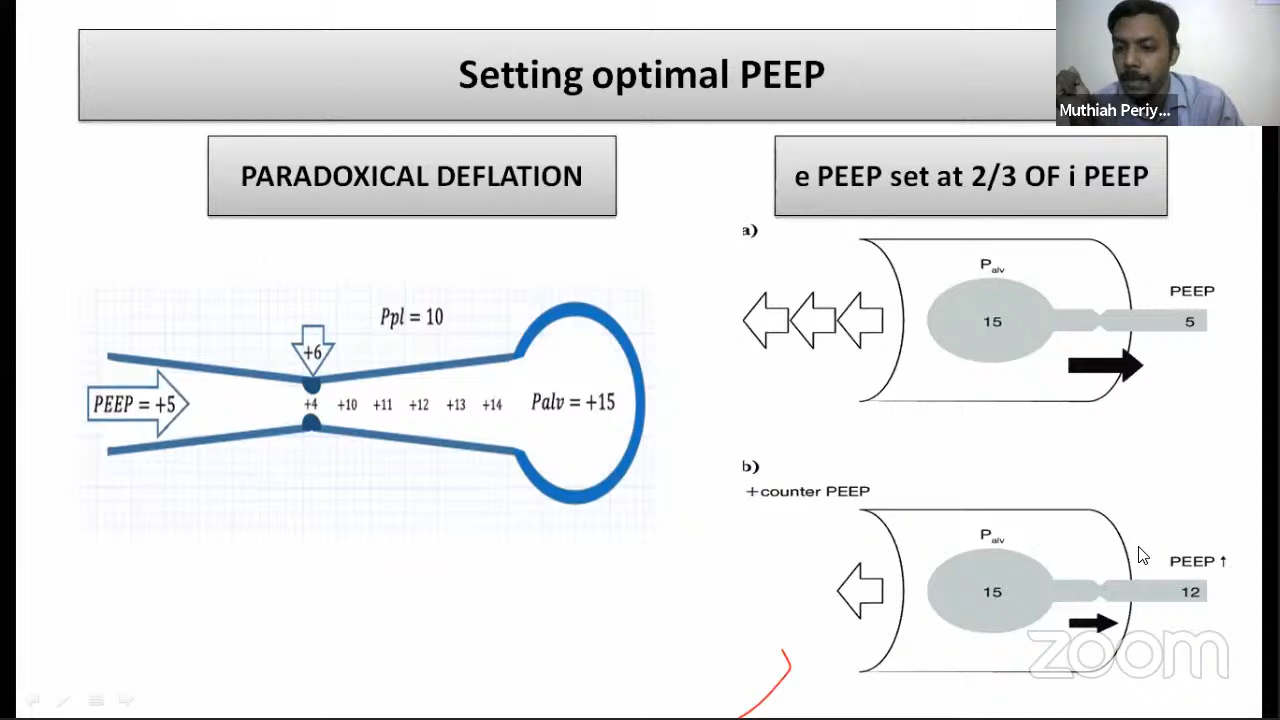 Setting optimal PEEP
Muthiah Periy...
PARADOXICAL DEFLATION
e PEEP set at 2/3 OF i PEEP
Ppl = 10
+6
PEEP = +5
+4 +10 +11 +12 +13 +14
Palv = +15
a)
Palv
15
PEEP
5
b)
+counter PEEP
Palv
15
PEEP ↑
12
zoom